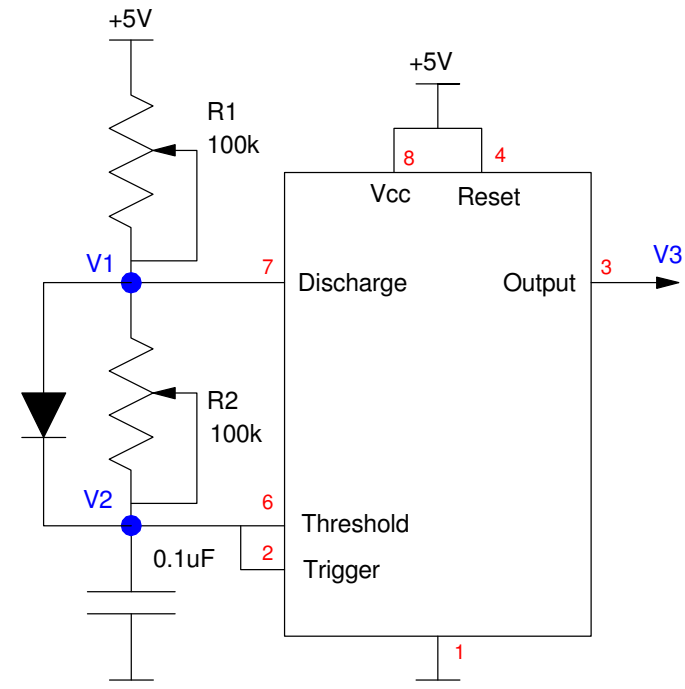 +5V
+5V
R1
100k
8
4
Vcc
Reset
V1
7
Discharge
Output
3
V3
R2
100k
V2
6
Threshold
0.1uF
2
Trigger
1